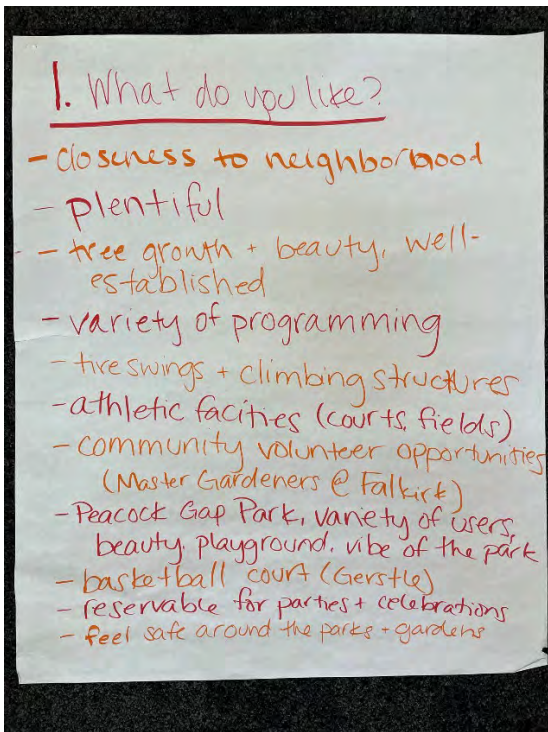 1. What do you like?
- closeness to neighborhood
- plentiful
- tree growth + beauty, well-
established
- variety of programming
- tire swings + climbing structures
- athletic facities (courts, fields)
- community volunteer opportunities
(Master Gardeners @ Falkirk)
- Peacock Gap Park, variety of users,
beauty, playground, vibe of the park
- basketball court (Gerstle)
- reservable for parties + celebrations
- feel safe around the parks + gardens